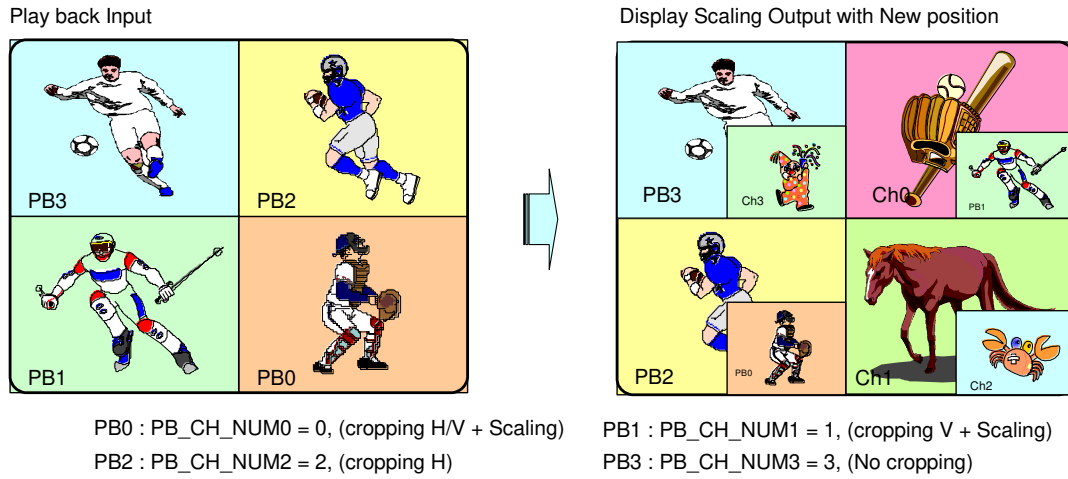 Play back Input
Display Scaling Output with New position
PB3
PB2
PB1
PB0
PB3
Ch3
Ch0
PB1
PB2
PB0
Ch1
Ch2
PB0 : PB_CH_NUM0 = 0, (cropping H/V + Scaling)
PB1 : PB_CH_NUM1 = 1, (cropping V + Scaling)
PB2 : PB_CH_NUM2 = 2, (cropping H)
PB3 : PB_CH_NUM3 = 3, (No cropping)